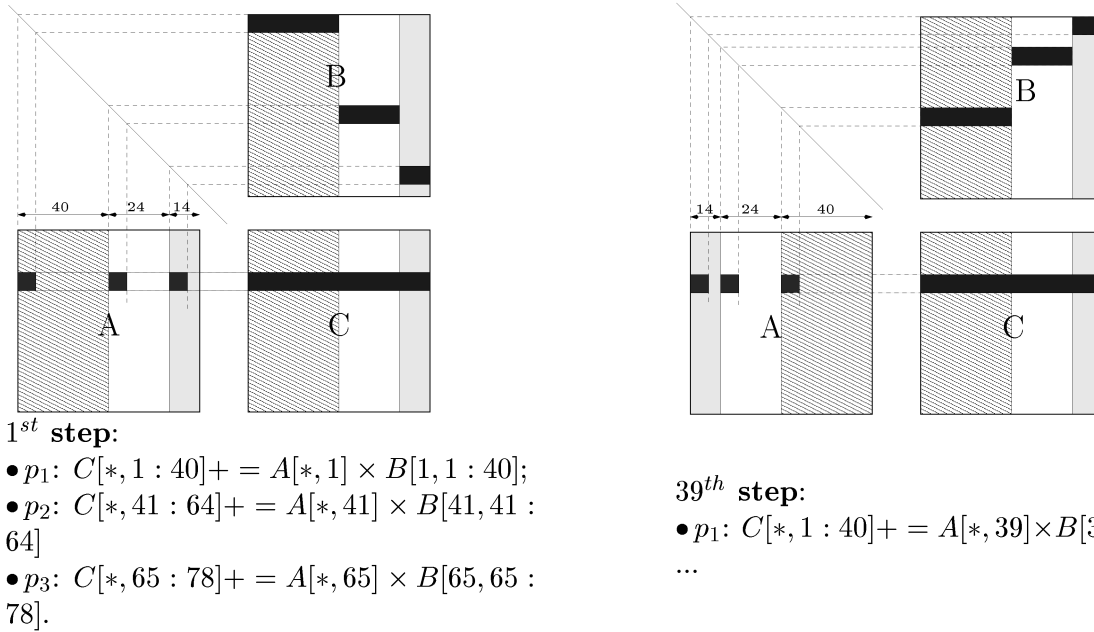 B
40 24 14
A
C
1st step:
• p1: C[∗, 1 : 40]+ = A[∗, 1] × B[1, 1 : 40];
• p2: C[∗, 41 : 64]+ = A[∗, 41] × B[41, 41 :
64]
• p3: C[∗, 65 : 78]+ = A[∗, 65] × B[65, 65 :
78].
B
14 24 40
A
C
39th step:
• p1: C[∗, 1 : 40]+ = A[∗, 39]×B[3
...